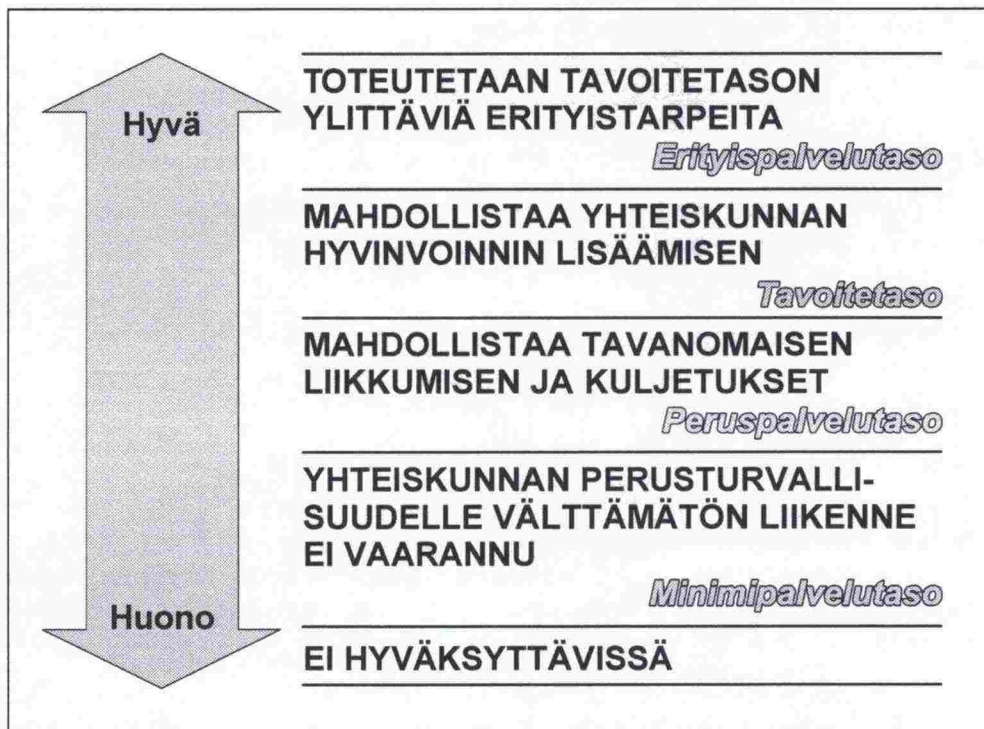 Hyvä
TOTEUTETAAN TAVOITETASON
YLITTÄVIÄ ERITYISTARPEITA
Erityispalvelutaso
MAHDOLLISTAA YHTEISKUNNAN
HYVINVOINNIN LISÄÄMISEN
Tavoitetaso
MAHDOLLISTAA TAVANOMAISEN
LIIKKUMISEN JA KULJETUKSET
Peruspalvelutaso
YHTEISKUNNAN PERUSTURVALLI-
SUUDELLE VÄLTTÄMÄTÖN LIIKENNE
EI VAARANNU
Minimipalvelutaso
Huono
EI HYVÄKSYTTÄVISSÄ